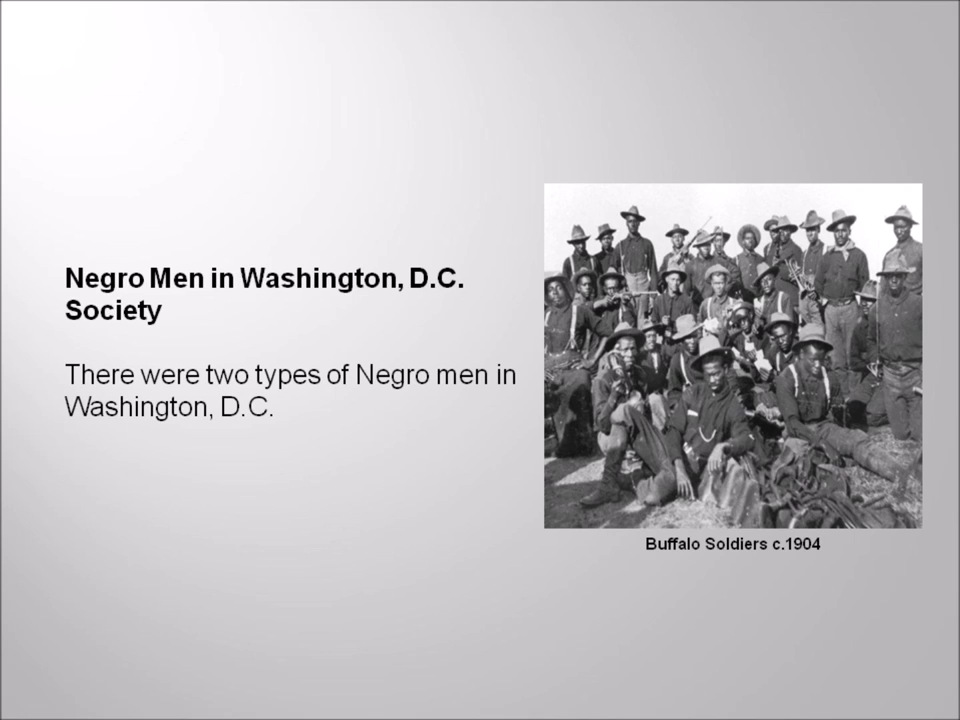 Negro Men in Washington, D.C.
Society
There were two types of Negro men in
Washington, D.C.
Buffalo Soldiers c.1904